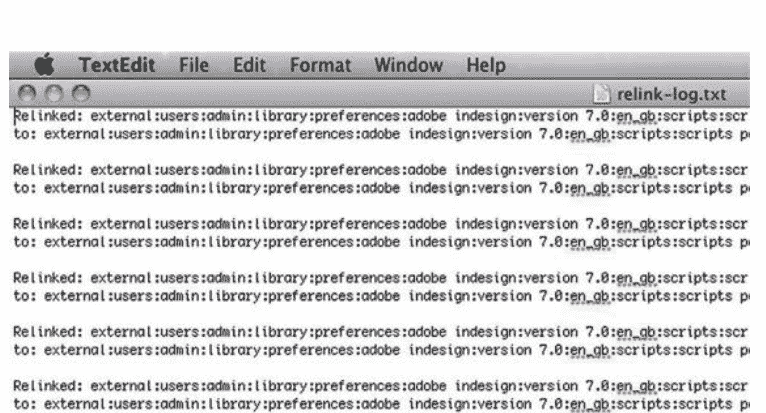 TextEdit File Edit Format Window Help
relink-log.txt
Relinked: external:users:admin:library:preferences:adobe indesign:version 7.0:en_gb:scripts:scr
to: external:users:admin:library:preferences:adobe indesign:version 7.0:en_gb:scripts:scripts p
Relinked: external:users:admin:library:preferences:adobe indesign:version 7.0:en_gb:scripts:scr
to: external:users:admin:library:preferences:adobe indesign:version 7.0:en_gb:scripts:scripts p
Relinked: external:users:admin:library:preferences:adobe indesign:version 7.0:en_gb:scripts:scr
to: external:users:admin:library:preferences:adobe indesign:version 7.0:en_gb:scripts:scripts p
Relinked: external:users:admin:library:preferences:adobe indesign:version 7.0:en_gb:scripts:scr
to: external:users:admin:library:preferences:adobe indesign:version 7.0:en_gb:scripts:scripts p
Relinked: external:users:admin:library:preferences:adobe indesign:version 7.0:en_gb:scripts:scr
to: external:users:admin:library:preferences:adobe indesign:version 7.0:en_gb:scripts:scripts p
Relinked: external:users:admin:library:preferences:adobe indesign:version 7.0:en_gb:scripts:scr
to: external:users:admin:library:preferences:adobe indesign:version 7.0:en_gb:scripts:scripts p